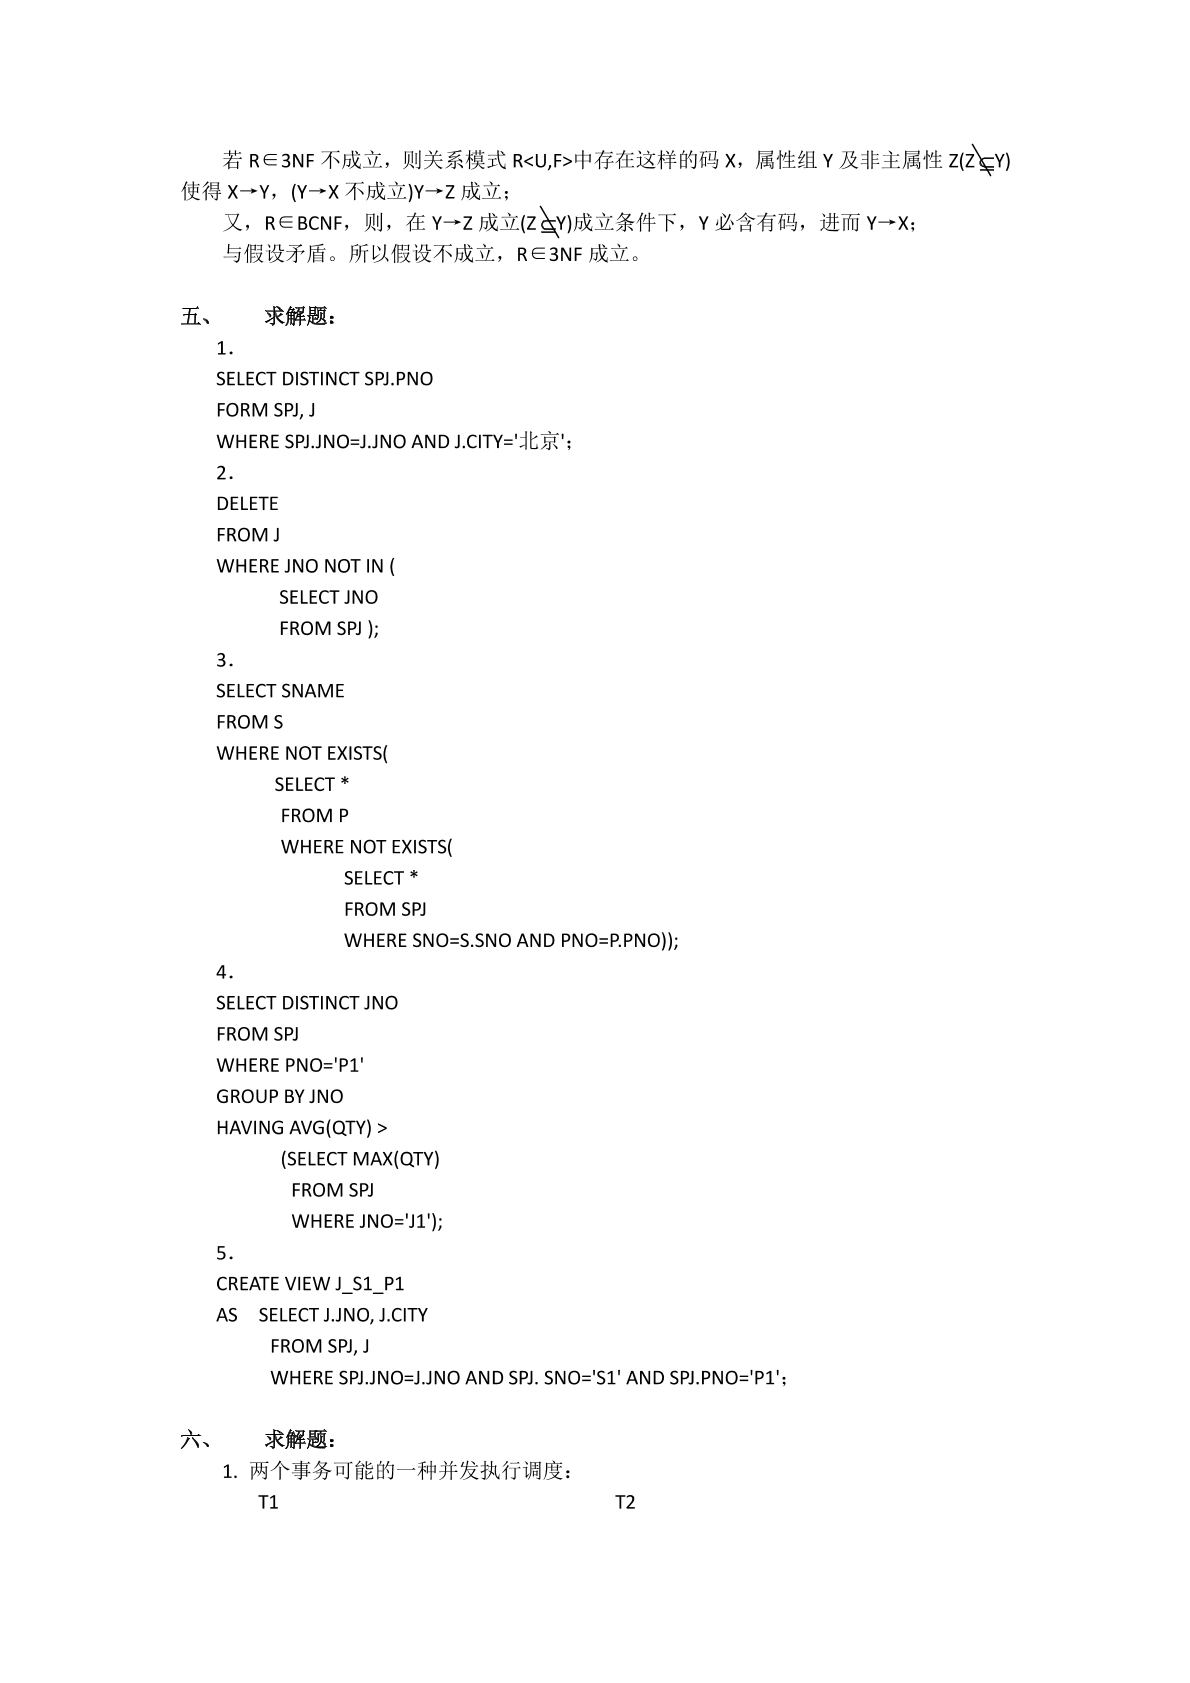 若 R∈3NF 不成立，则关系模式 R<U,F>中存在这样的码 X，属性组 Y 及非主属性 Z(Z⊈Y)
使得 X→Y，(Y→X 不成立)Y→Z 成立；
又，R∈BCNF，则，在 Y→Z 成立(Z⊈Y)成立条件下，Y 必含有码，进而 Y→X；
与假设矛盾。所以假设不成立，R∈3NF 成立。
五、 求解题：
1.
SELECT DISTINCT SPJ.PNO
FORM SPJ, J
WHERE SPJ.JNO=J.JNO AND J.CITY='北京'；
2.
DELETE
FROM J
WHERE JNO NOT IN (
SELECT JNO
FROM SPJ );
3.
SELECT SNAME
FROM S
WHERE NOT EXISTS(
SELECT *
FROM P
WHERE NOT EXISTS(
SELECT *
FROM SPJ
WHERE SNO=S.SNO AND PNO=P.PNO));
4.
SELECT DISTINCT JNO
FROM SPJ
WHERE PNO='P1'
GROUP BY JNO
HAVING AVG(QTY) >
(SELECT MAX(QTY)
FROM SPJ
WHERE JNO='J1');
5.
CREATE VIEW J_S1_P1
AS SELECT J.JNO, J.CITY
FROM SPJ, J
WHERE SPJ.JNO=J.JNO AND SPJ. SNO='S1' AND SPJ.PNO='P1'；
六、 求解题：
1. 两个事务可能的一种并发执行调度：
T1 T2